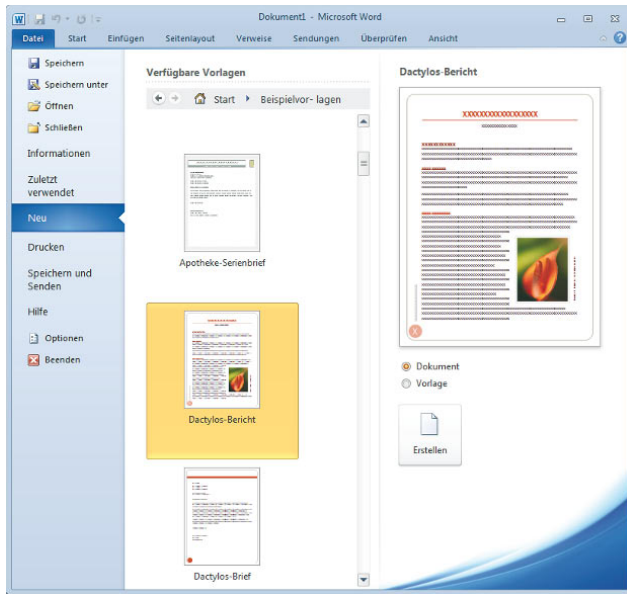 Dokument1 - Microsoft Word
Datei Start Einfügen Seitenlayout Verweise Sendungen Überprüfen Ansicht
Speichern
Speichern unter
Öffnen
Schließen
Informationen
Zuletzt
verwendet
Neu
Drucken
Speichern und
Senden
Hilfe
Optionen
Beenden
Verfügbare Vorlagen
Start Beispielvor- lagen
Apotheke-Serienbrief
Dactylos-Bericht
Dactylos-Brief
Dactylos-Bericht
Dokument
Vorlage
Erstellen